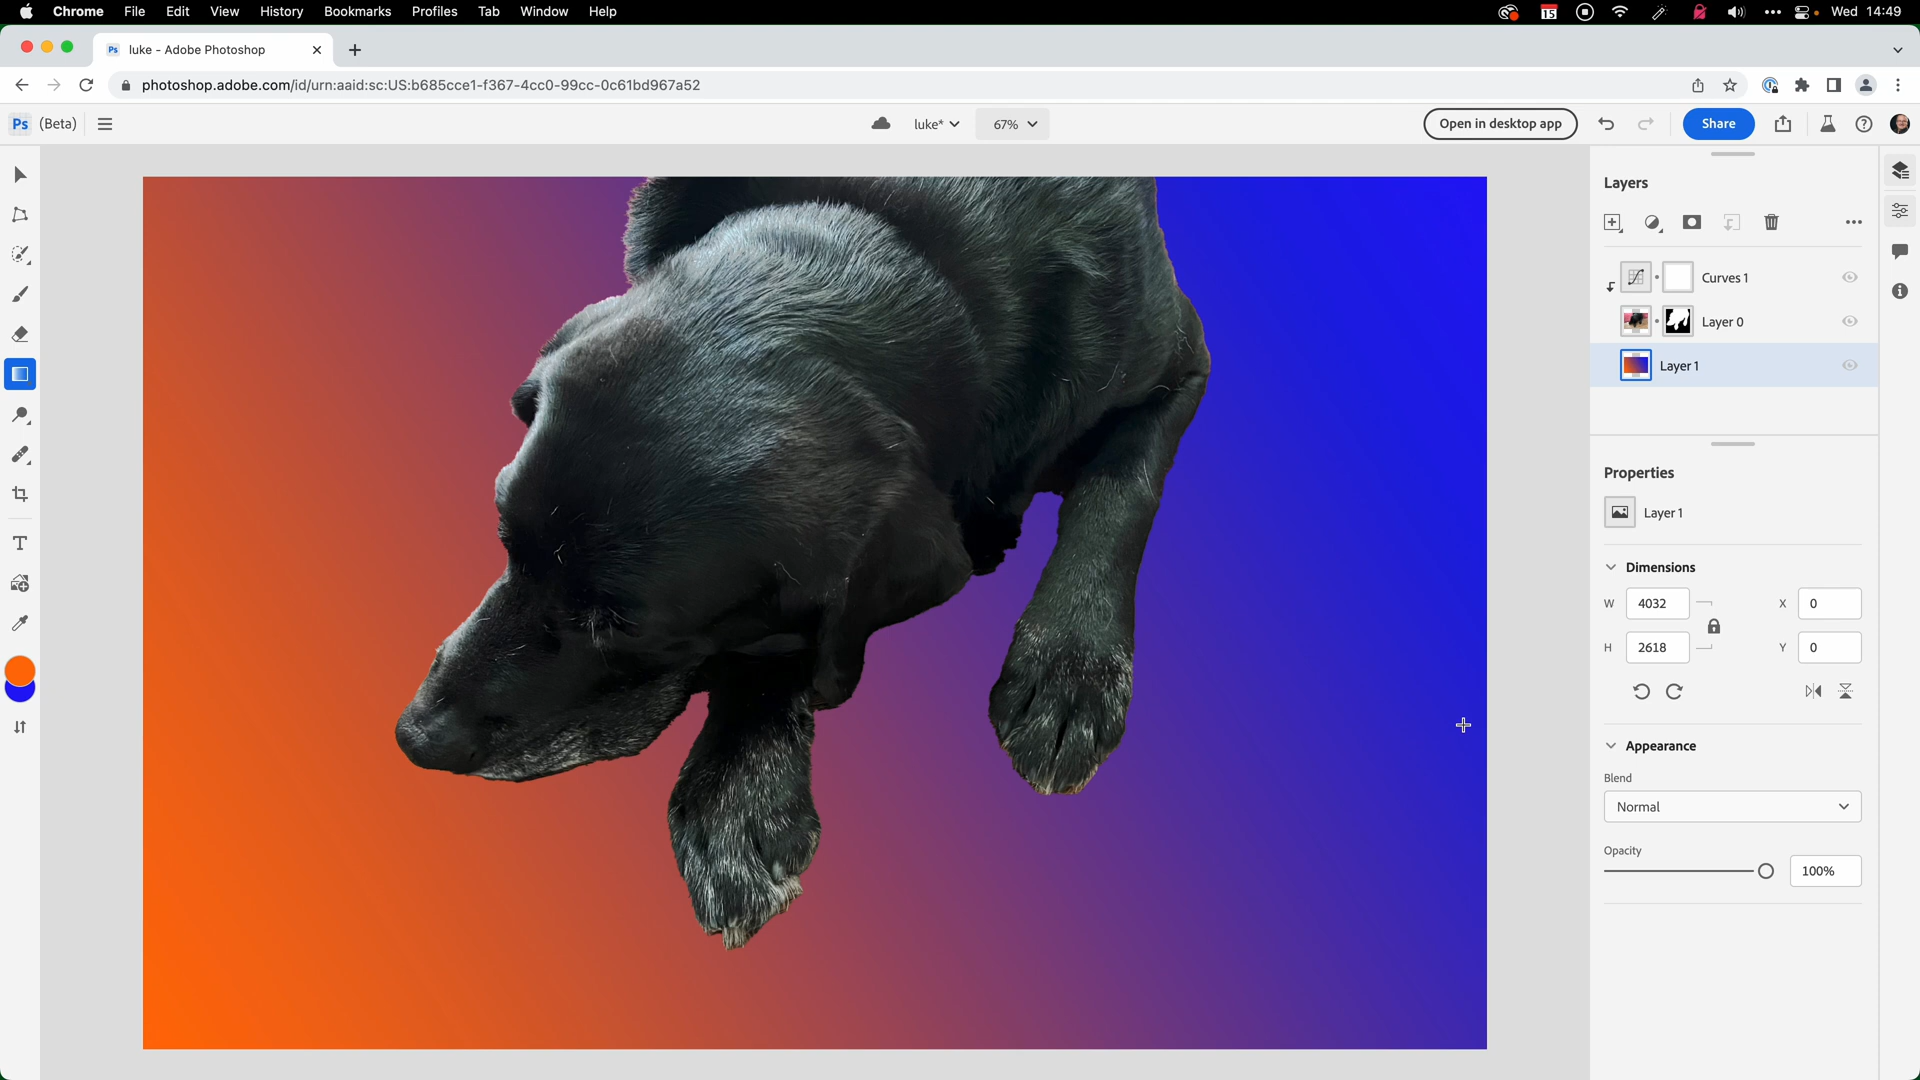 Chrome File Edit View History Bookmarks Profiles Tab Window Help 15 Wed 14:49
Ps luke - Adobe Photoshop
photoshop.adobe.com/id/urn:aaid:sc:US:b685cce1-f367-4cc0-99cc-0c61bd967a52
Ps (Beta) luke* 67% Open in desktop app Share
Layers
Curves 1
Layer 0
Layer 1
Properties
Layer 1
Dimensions
W 4032 X 0
H 2618 Y 0
Appearance
Blend
Normal
Opacity
100%
T